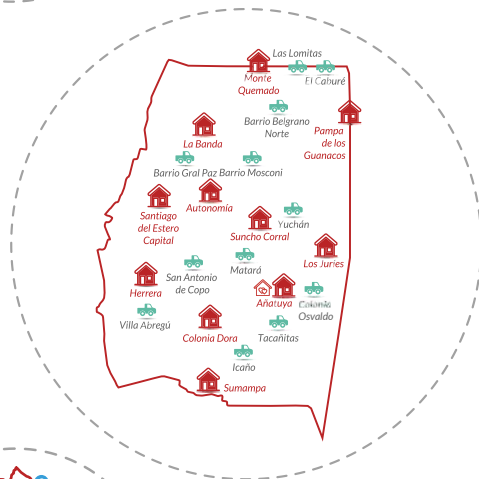 Las Lomitas
Monte
Quemado
El Caburé
Barrio Belgrano
Norte
Pampa
de los
Guanacos
La Banda
Barrio Gral Paz
Barrio Mosconi
Autonomía
Santiago
del Estero
Capital
Suncho Corral
Yuchán
Los Juries
Matará
San Antonio
de Copo
Herrera
Añatuya
Colonia
Osvaldo
Villa Abregú
Colonia Dora
Tacañitas
Icaño
Sumampa